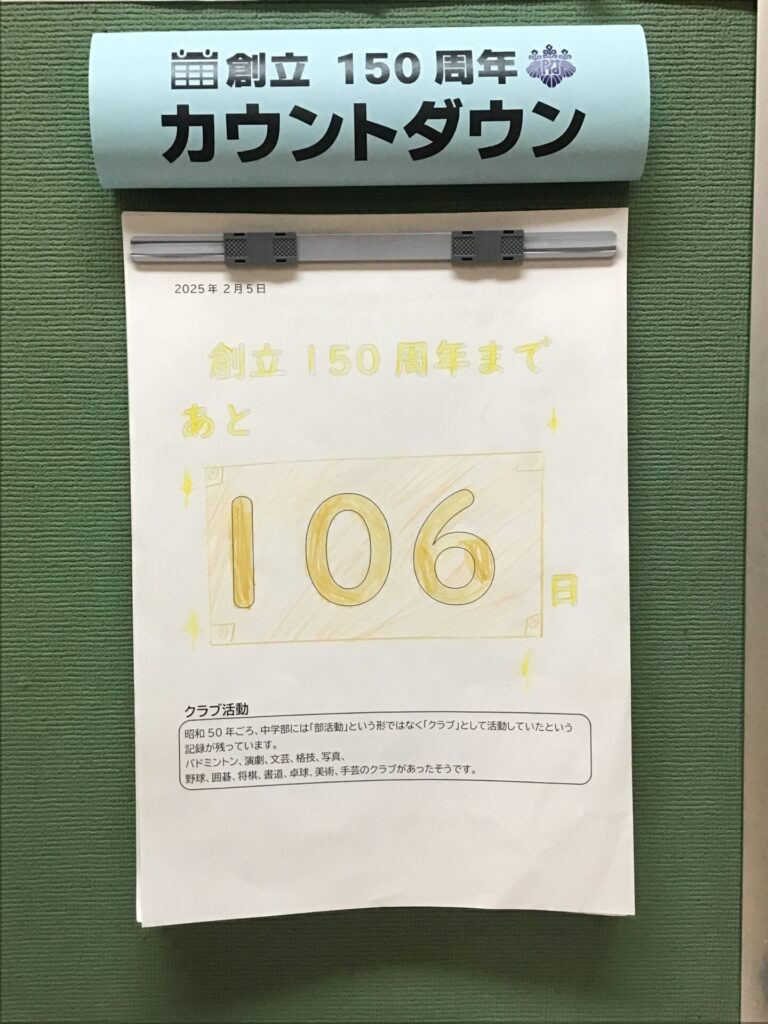 創立 150 周年
カウントダウン
2025年 2月5日
創立 150 周年まで
あと
106
日
クラブ活動
昭和 50 年ごろ、中学部には「部活動」という形ではなく「クラブ」として活動していたという
記録が残っています。
バドミントン、演劇、文芸、格技、写真、
野球、囲碁、将棋、書道、卓球、美術、手芸のクラブがあったそうです。